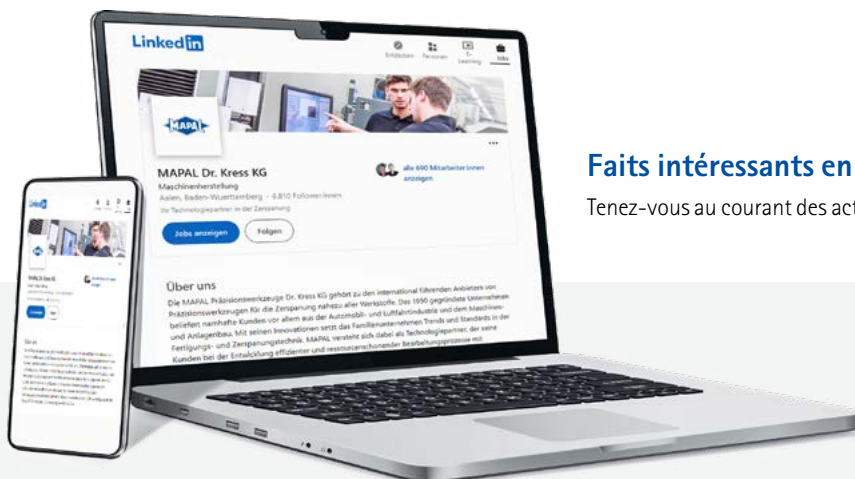 Linked in
Entdecken
Personen
E-Learning
Jobs
MAPAL
MAPAL Dr. Kress KG
Maschinenherstellung
Aalen, Baden-Wuerttemberg · 6.810 Follower:innen
Ihr Technologiepartner in der Zerspanung
alle 690 Mitarbeiter:innen
anzeigen
Jobs anzeigen
Folgen
Über uns
Die MAPAL Präzisionswerkzeuge Dr. Kress KG gehört zu den international führenden Anbietern von
Präzisionswerkzeugen für die Zerspanung nahezu aller Werkstoffe. Das 1950 gegründete Unternehmen
beliefert namhafte Kunden vor allem aus der Automobil- und Luftfahrtindustrie und dem Maschinen-
und Anlagenbau. Mit seinen Innovationen setzt das Familienunternehmen Trends und Standards in der
Fertigungs- und Zerspanungstechnik. MAPAL versteht sich dabei als Technologiepartner, der seine
Kunden bei der Entwicklung effizienter und ressourcenschonender Bearbeitungsprozesse mit
Faits intéressants en
Tenez-vous au courant des act